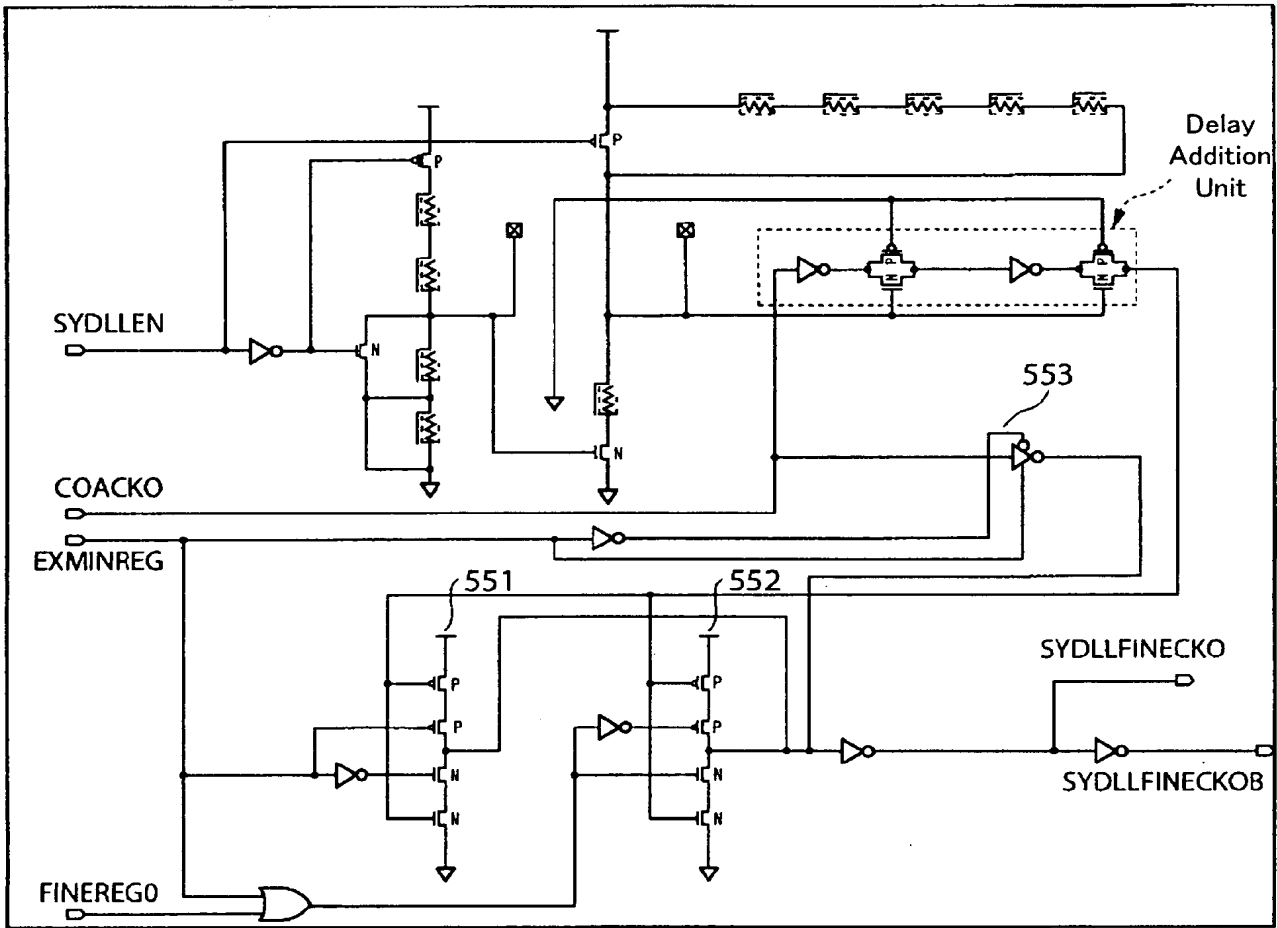 P
Delay
Addition
Unit
P
P
N
P
N
SYDLLEN
N
553
N
COACKO
EXMINREG
551
552
SYDLLFINECKO
P
P
P
P
N
N
SYDLLFINECKOB
N
N
FINEREG0